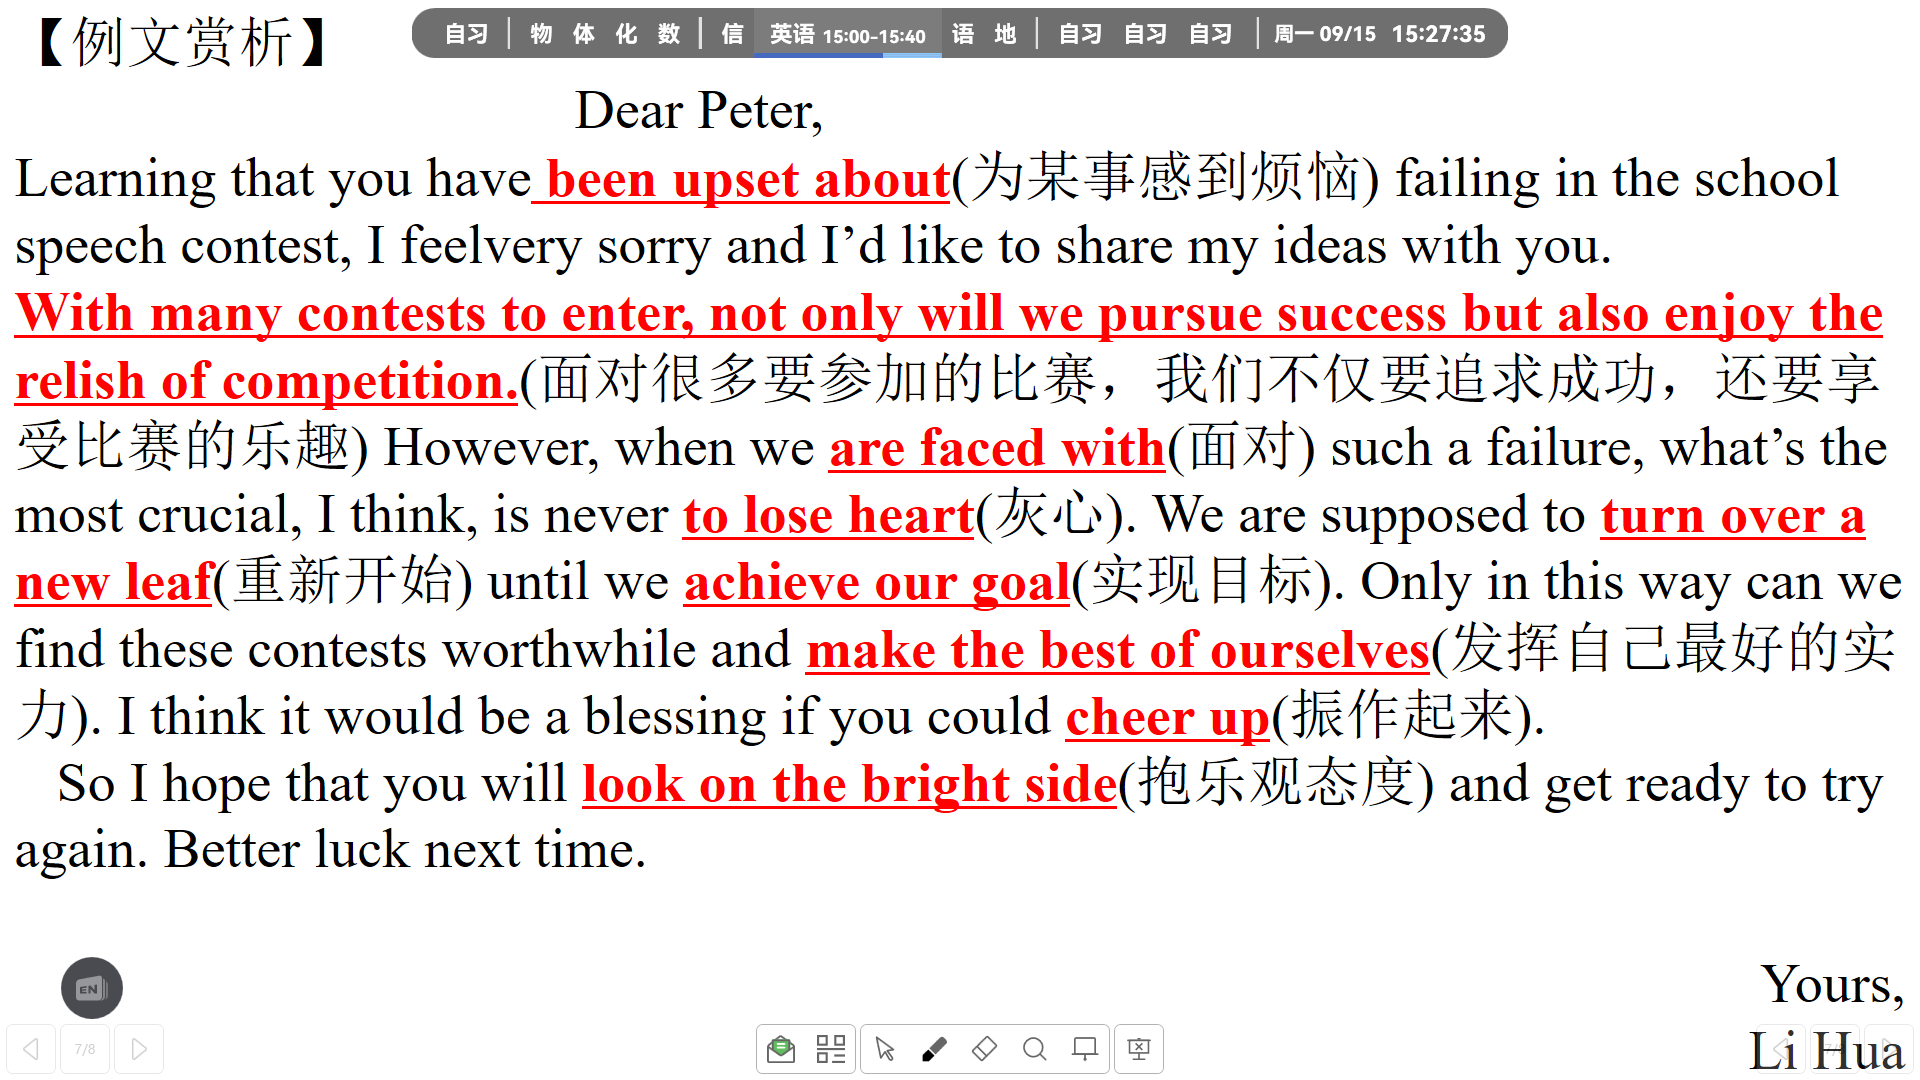 【例文赏析】
自习 物 体 化 数 信 英语 15:00-15:40 语 地 自习 自习 自习 周一 09/15 15:27:35
Dear Peter,
Learning that you have been upset about(为某事感到烦恼) failing in the school
speech contest, I feelvery sorry and I’d like to share my ideas with you.
With many contests to enter, not only will we pursue success but also enjoy the
relish of competition.(面对很多要参加的比赛，我们不仅要追求成功，还要享
受比赛的乐趣) However, when we are faced with(面对) such a failure, what’s the
most crucial, I think, is never to lose heart(灰心). We are supposed to turn over a
new leaf(重新开始) until we achieve our goal(实现目标). Only in this way can we
find these contests worthwhile and make the best of ourselves(发挥自己最好的实
力). I think it would be a blessing if you could cheer up(振作起来).
So I hope that you will look on the bright side(抱乐观态度) and get ready to try
again. Better luck next time.
Yours,
Li Hua
EN
7/8